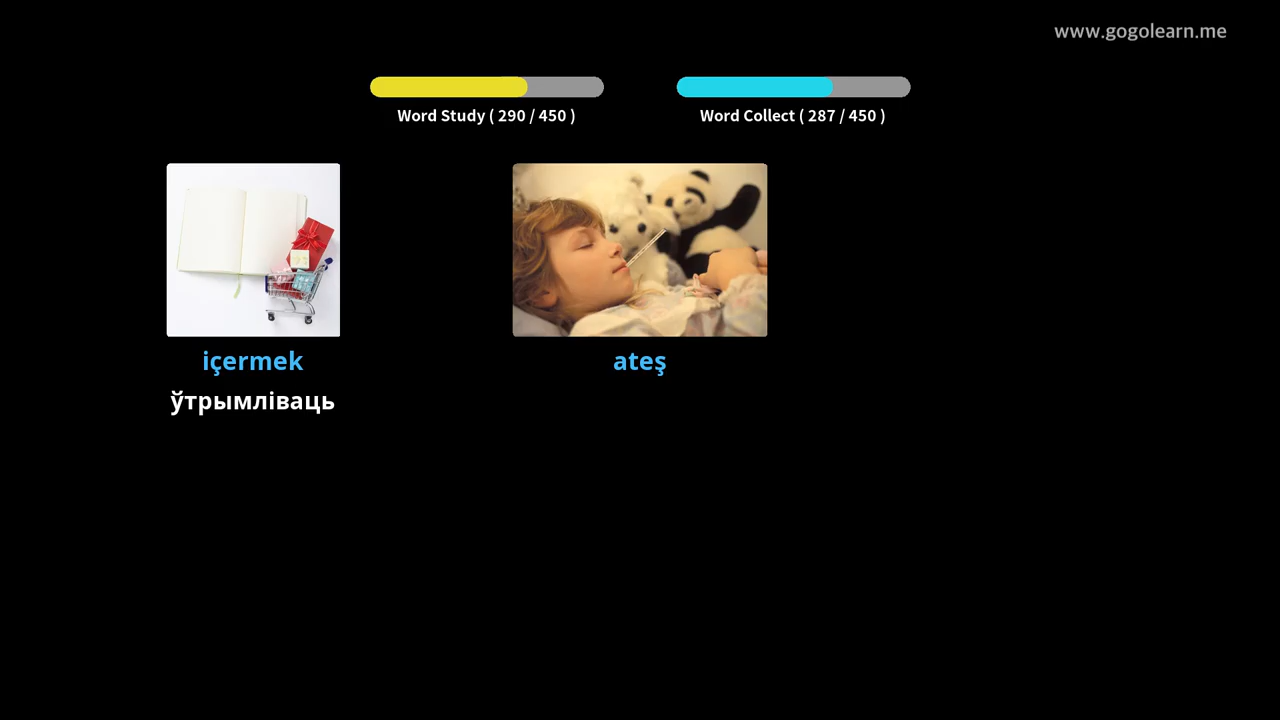 www.gogolearn.me
Word Study ( 290 / 450 )
Word Collect ( 287 / 450 )
içermek
ateş
ўтрымліваць